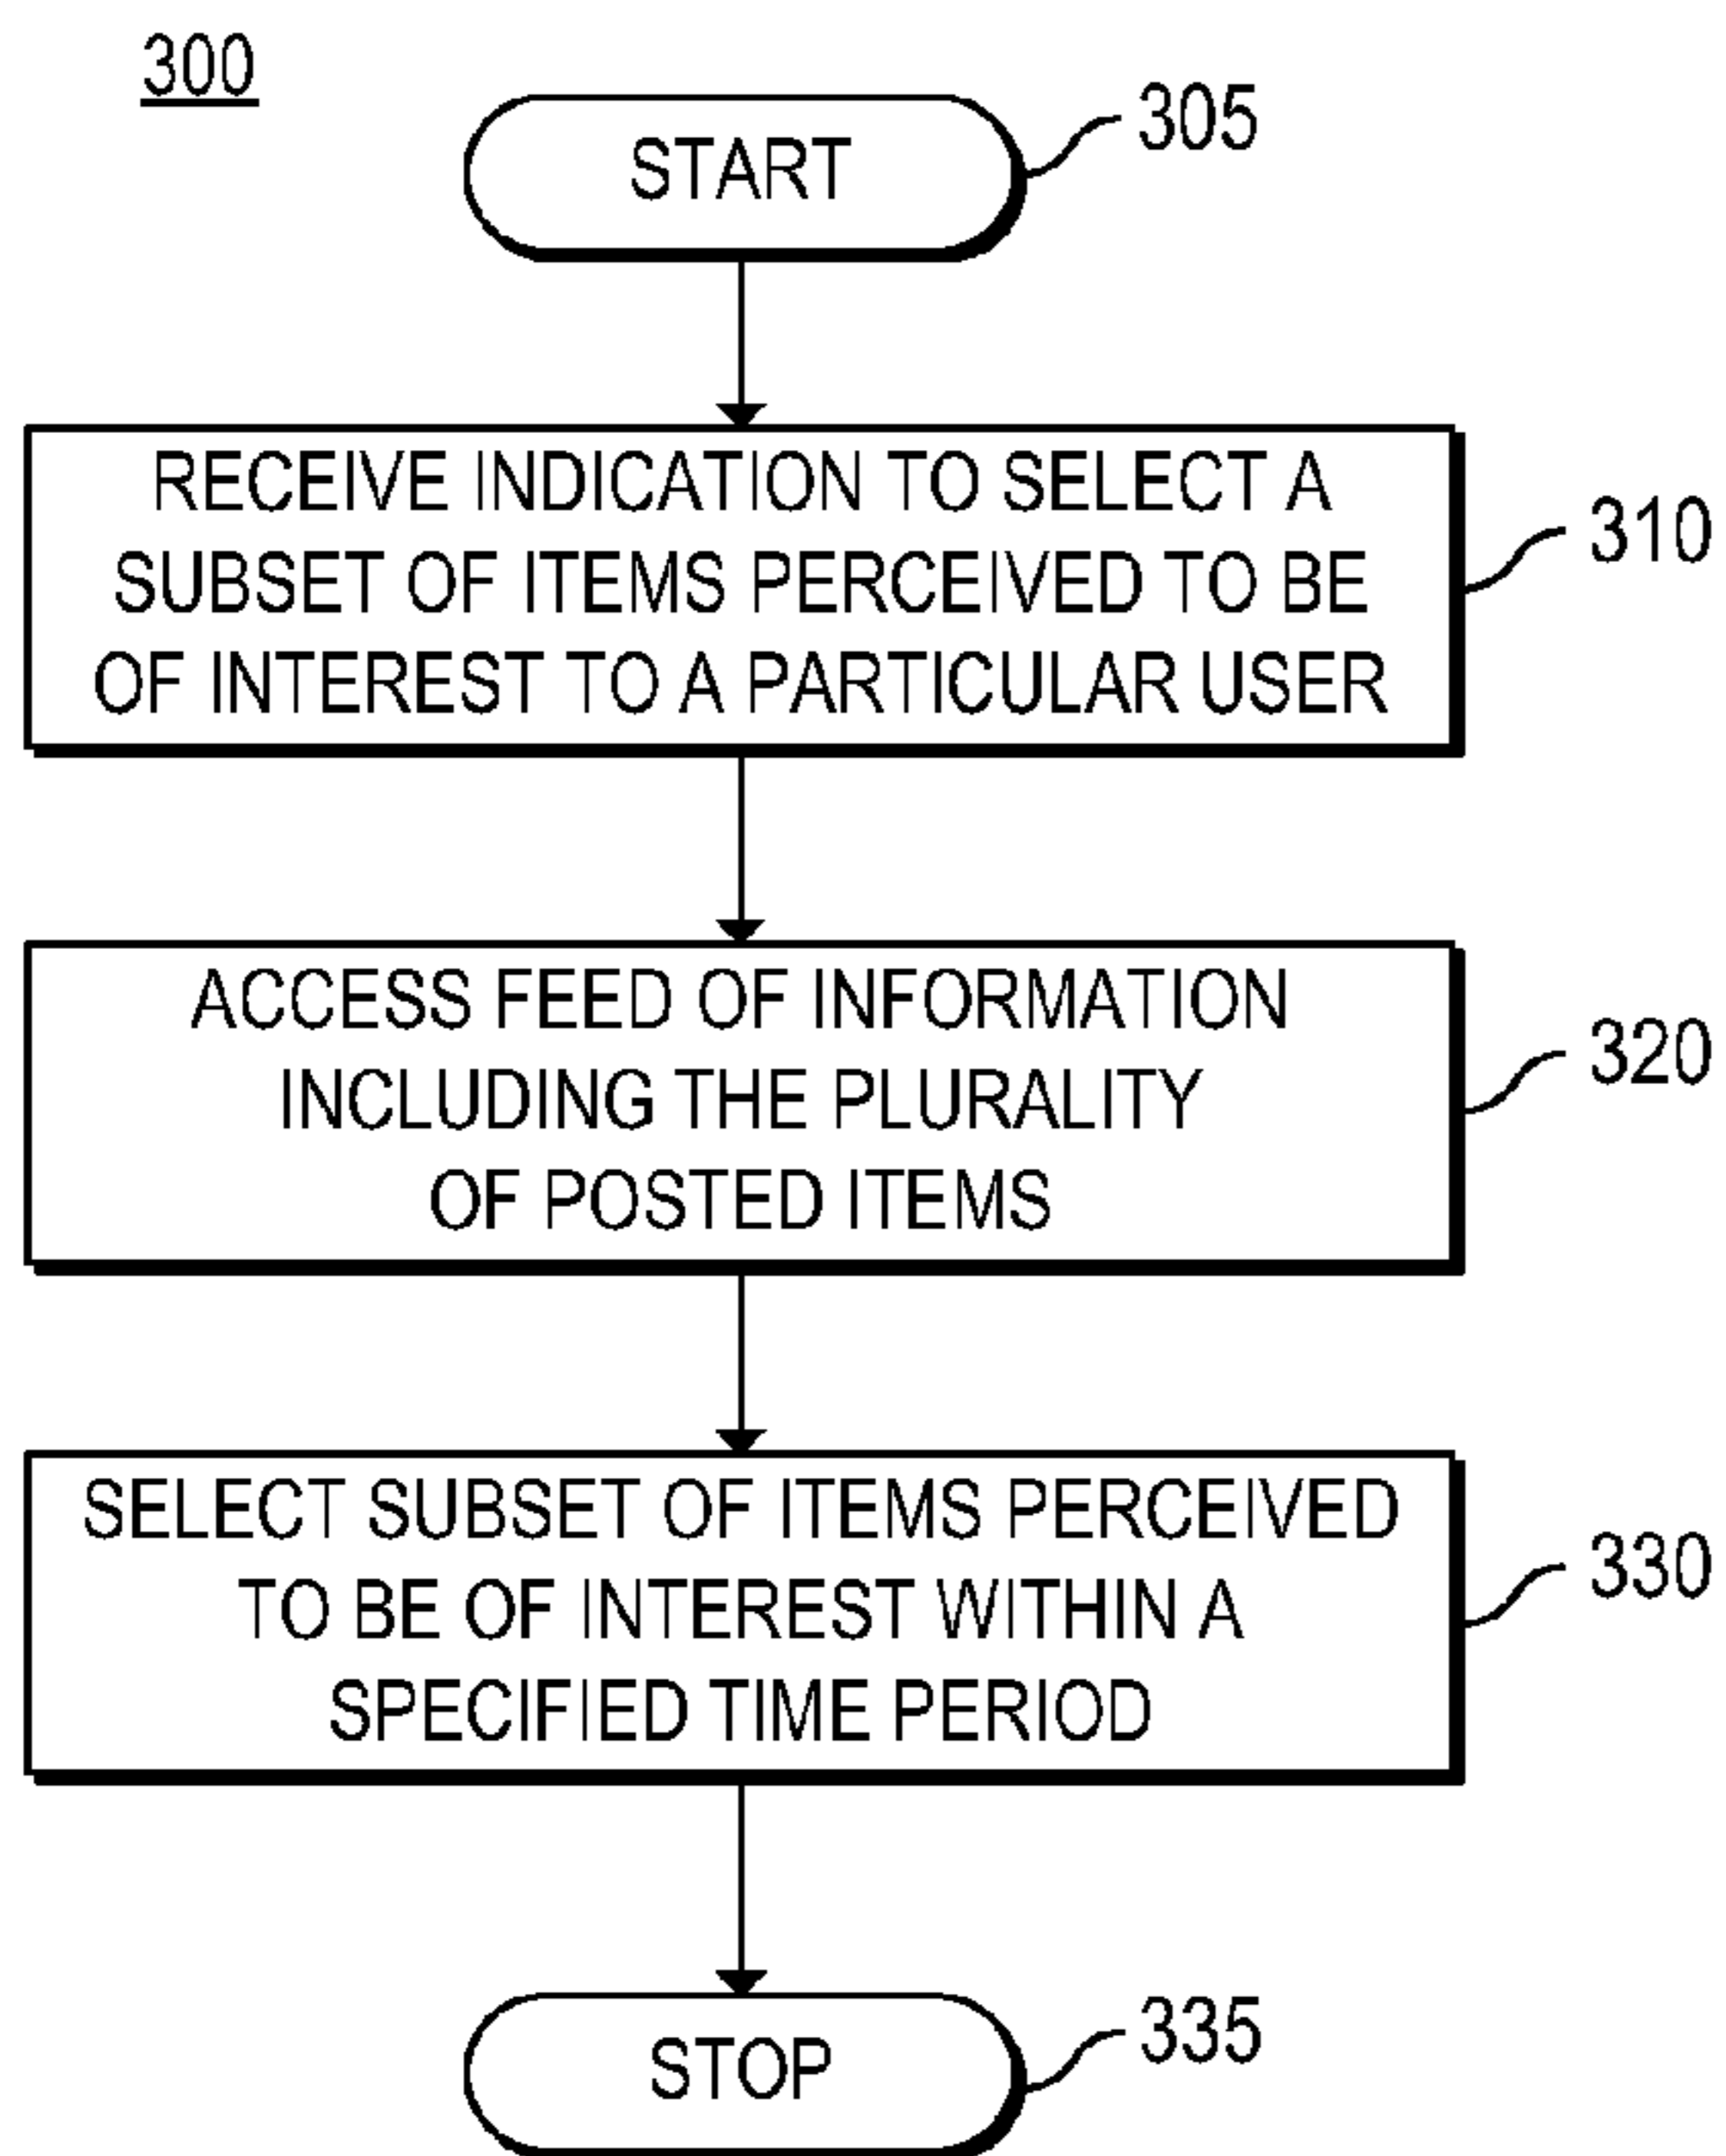 300
START
305
RECEIVE INDICATION TO SELECT A
SUBSET OF ITEMS PERCEIVED TO BE
OF INTEREST TO A PARTICULAR USER
310
ACCESS FEED OF INFORMATION
INCLUDING THE PLURALITY
OF POSTED ITEMS
320
SELECT SUBSET OF ITEMS PERCEIVED
TO BE OF INTEREST WITHIN A
SPECIFIED TIME PERIOD
330
STOP
335